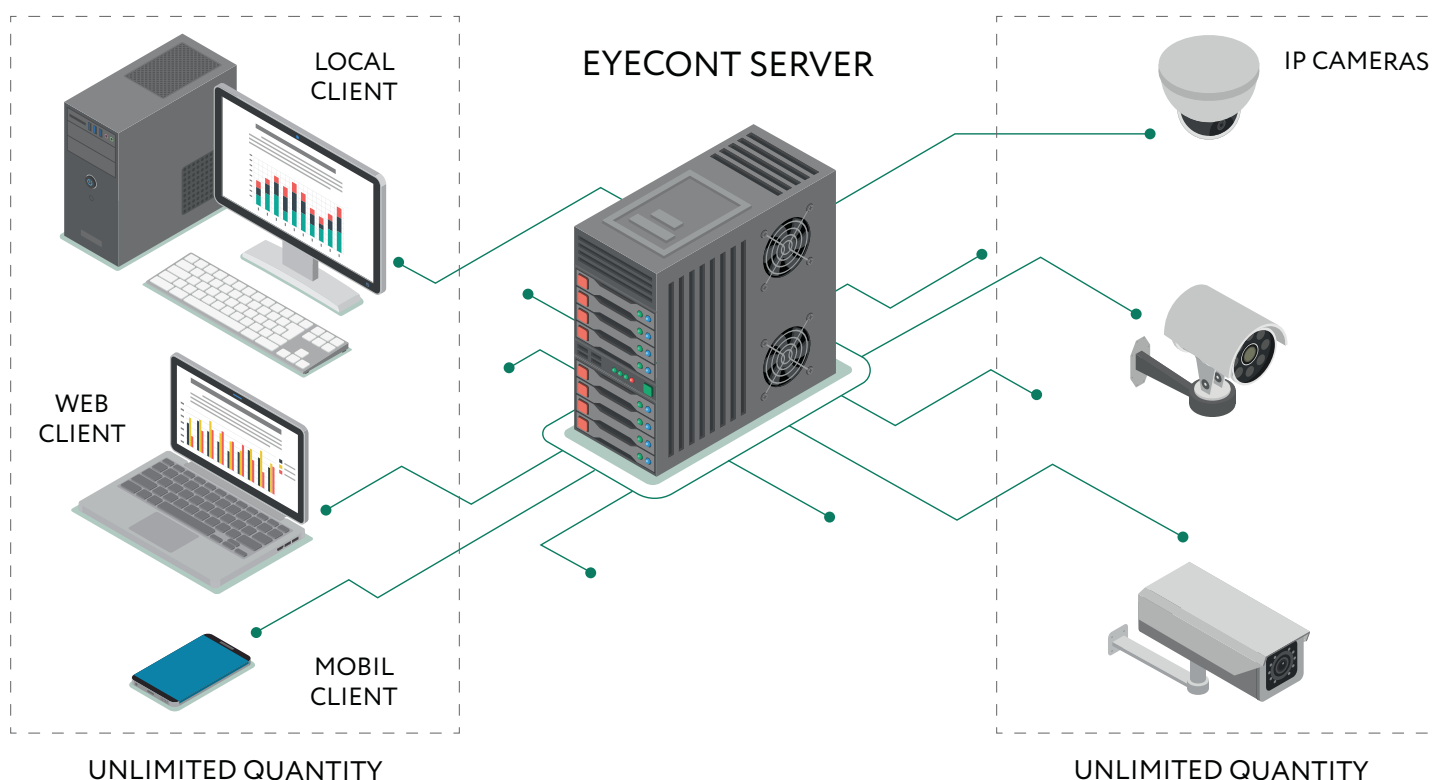 LOCAL
CLIENT
EYECONT SERVER
IP CAMERAS
WEB
CLIENT
MOBIL
CLIENT
UNLIMITED QUANTITY
UNLIMITED QUANTITY